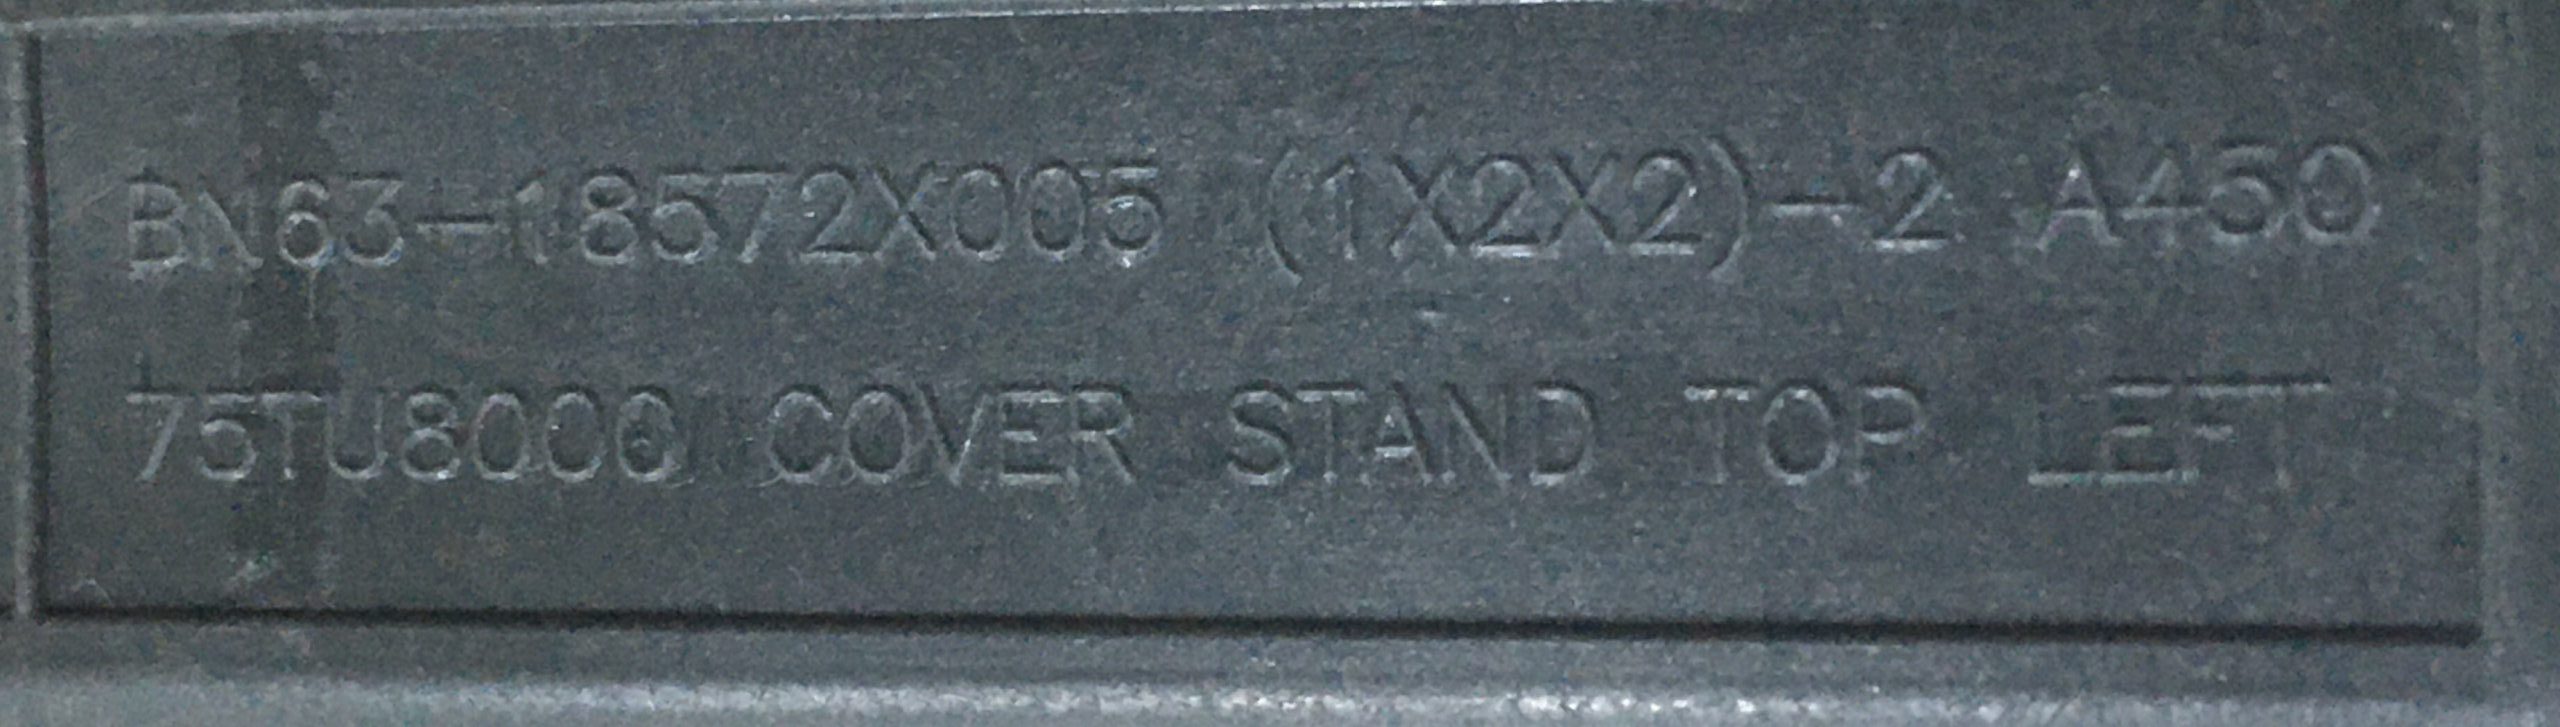 BN63-18572X005 (1X2X2)-2 A450
75TU8000 COVER STAND TOP LEFT